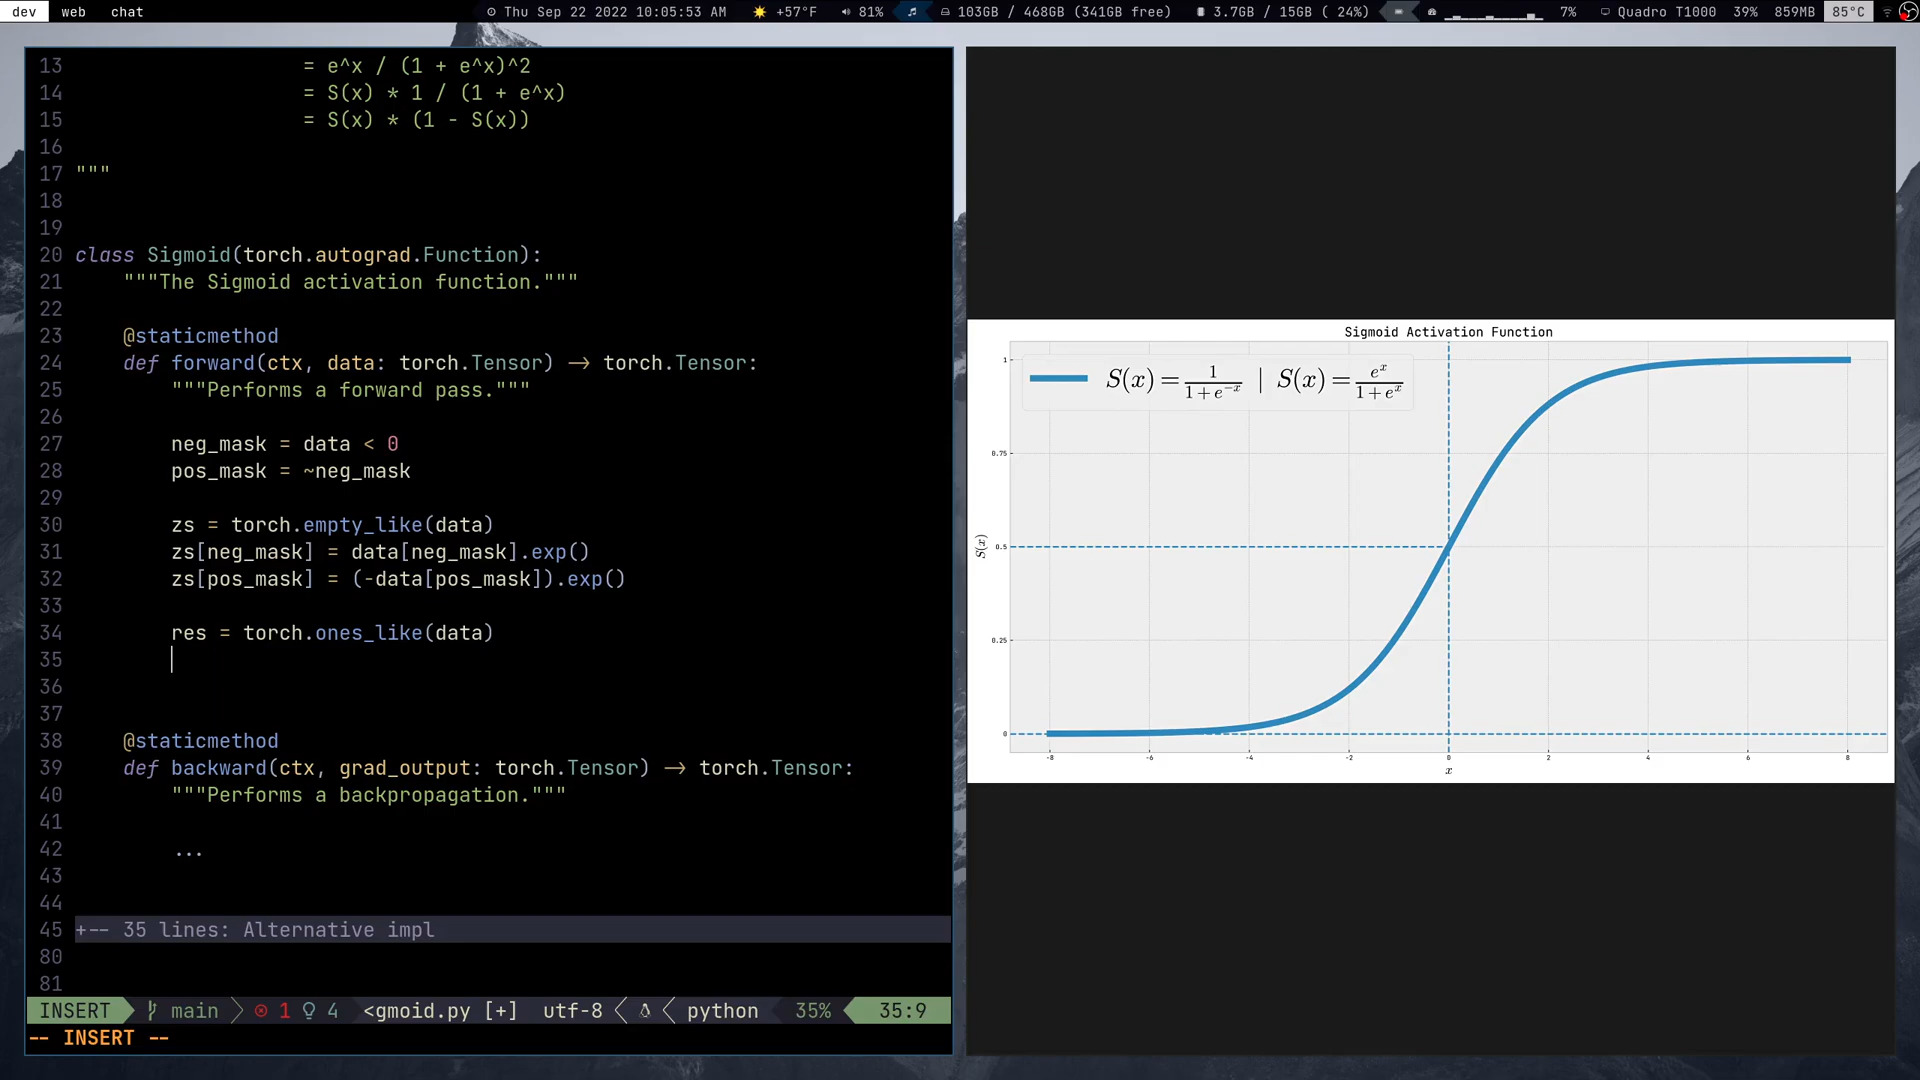 dev web chat
Thu Sep 22 2022 10:05:53 AM +57°F 81% 103GB / 468GB (341GB free) 3.7GB / 15GB ( 24%) 7% Quadro T1000 39% 859MB 85°C
13 = e^x / (1 + e^x)^2
14 = S(x) * 1 / (1 + e^x)
15 = S(x) * (1 - S(x))
16
17 """
18
19
20 class Sigmoid(torch.autograd.Function):
21 """The Sigmoid activation function."""
22
23 @staticmethod
24 def forward(ctx, data: torch.Tensor) -> torch.Tensor:
25 """Performs a forward pass."""
26
27 neg_mask = data < 0
28 pos_mask = ~neg_mask
29
30 zs = torch.empty_like(data)
31 zs[neg_mask] = data[neg_mask].exp()
32 zs[pos_mask] = (-data[pos_mask]).exp()
33
34 res = torch.ones_like(data)
35
36
37
38 @staticmethod
39 def backward(ctx, grad_output: torch.Tensor) -> torch.Tensor:
40 """Performs a backpropagation."""
41
42 ...
43
44
45 +-- 35 lines: Alternative impl
80
81
INSERT main 1 4 <gmoid.py [+] utf-8 python 35% 35:9
-- INSERT --
Sigmoid Activation Function
S(x) = 1 / (1 + e^-x) | S(x) = e^x / (1 + e^x)
1
0.75
0.5
0.25
0
S(x)
-8 -6 -4 -2 0 2 4 6 8
x